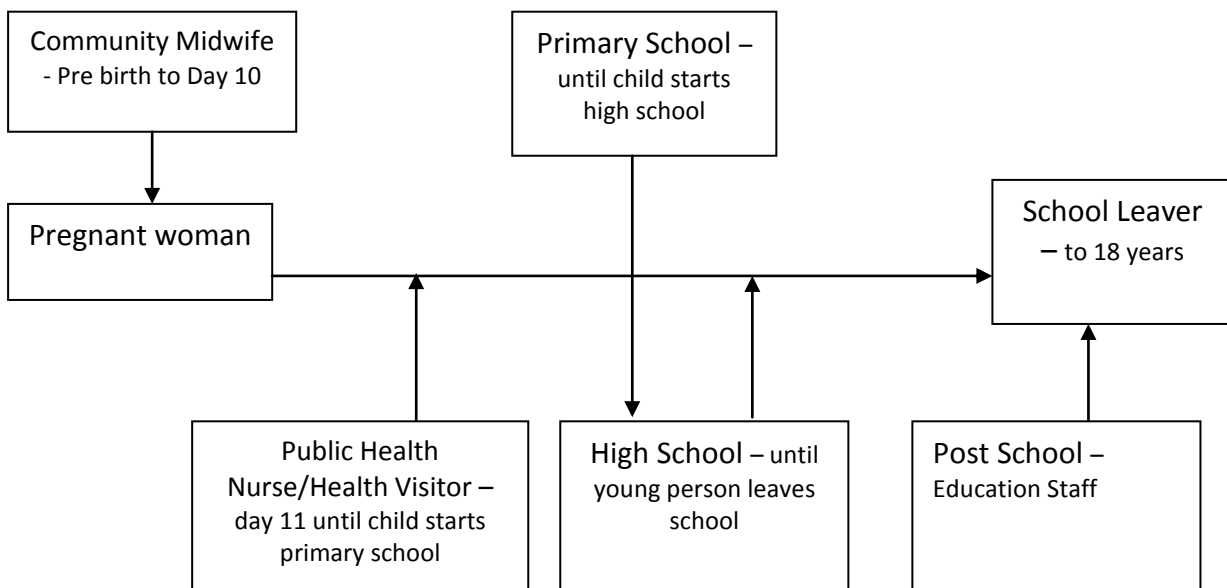 Community Midwife
- Pre birth to Day 10
Primary School –
until child starts
high school
Pregnant woman
School Leaver
– to 18 years
Public Health
Nurse/Health Visitor –
day 11 until child starts
primary school
High School – until
young person leaves
school
Post School –
Education Staff